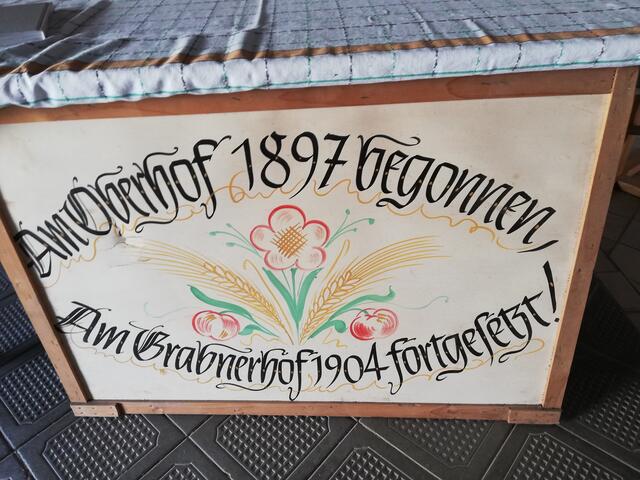 Am Oberhof 1897 begonnen,
Am Grabnerhof 1904 fortgesetzt!